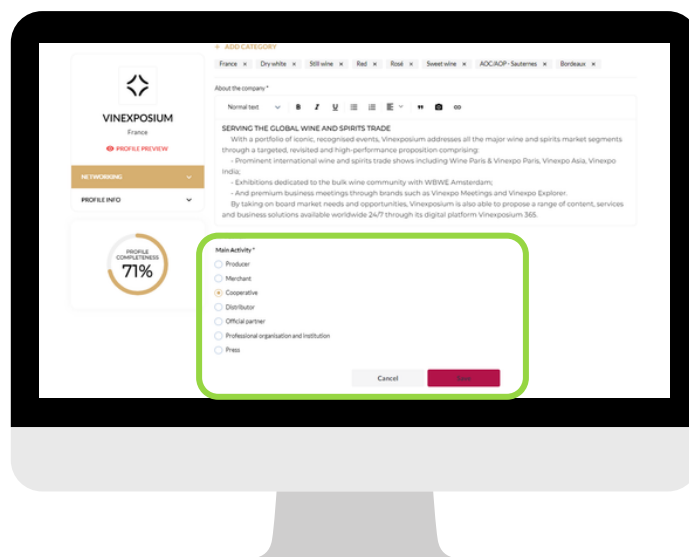 + ADD CATEGORY
France × Dry white × Still wine × Red × Rosé × Sweet wine × AOC/AOP - Sauternes × Bordeaux ×
About the company *
Normal text B I U E " 
SERVING THE GLOBAL WINE AND SPIRITS TRADE
With a portfolio of iconic, recognised events, Vinexposium addresses all the major wine and spirits market segments
through a targeted, revisited and high-performance proposition comprising:
- Prominent international wine and spirits trade shows including Wine Paris & Vinexpo Paris, Vinexpo Asia, Vinexpo
India;
- Exhibitions dedicated to the bulk wine community with WBWE Amsterdam;
- And premium business meetings through brands such as Vinexpo Meetings and Vinexpo Explorer.
By taking on board market needs and opportunities, Vinexposium is also able to propose a range of content, services
and business solutions available worldwide 24/7 through its digital platform Vinexposium 365.
VINEXPOSIUM
France
PROFILE PREVIEW
NETWORKING
PROFILE INFO
PROFILE
COMPLETENESS
71%
Main Activity *
Producer
Merchant
Cooperative
Distributor
Official partner
Professional organisation and institution
Press
Cancel Save